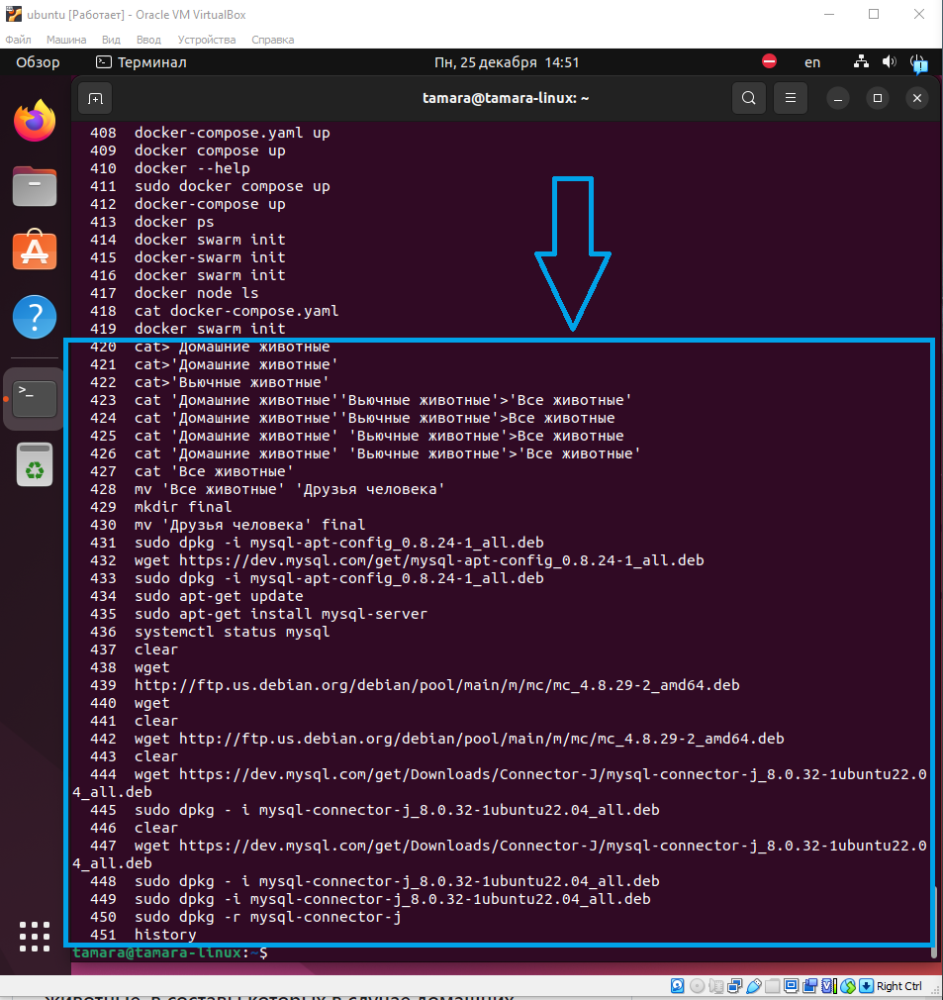 ubuntu [Работает] - Oracle VM VirtualBox
Файл Машина Вид Ввод Устройства Справка
Обзор Терминал Пн, 25 декабря 14:51 en
tamara@tamara-linux: ~
408 docker-compose.yaml up
409 docker compose up
410 docker --help
411 sudo docker compose up
412 docker-compose up
413 docker ps
414 docker swarm init
415 docker-swarm init
416 docker swarm init
417 docker node ls
418 cat docker-compose.yaml
419 docker swarm init
420 cat> Домашние животные
421 cat>'Домашние животные'
422 cat>'Вьючные животные'
423 cat 'Домашние животные''Вьючные животные'>'Все животные'
424 cat 'Домашние животные''Вьючные животные'>Все животные
425 cat 'Домашние животные' 'Вьючные животные'>Все животные
426 cat 'Домашние животные' 'Вьючные животные'>'Все животные'
427 cat 'Все животные'
428 mv 'Все животные' 'Друзья человека'
429 mkdir final
430 mv 'Друзья человека' final
431 sudo dpkg -i mysql-apt-config_0.8.24-1_all.deb
432 wget https://dev.mysql.com/get/mysql-apt-config_0.8.24-1_all.deb
433 sudo dpkg -i mysql-apt-config_0.8.24-1_all.deb
434 sudo apt-get update
435 sudo apt-get install mysql-server
436 systemctl status mysql
437 clear
438 wget
439 http://ftp.us.debian.org/debian/pool/main/m/mc/mc_4.8.29-2_amd64.deb
440 wget
441 clear
442 wget http://ftp.us.debian.org/debian/pool/main/m/mc/mc_4.8.29-2_amd64.deb
443 clear
444 wget https://dev.mysql.com/get/Downloads/Connector-J/mysql-connector-j_8.0.32-1ubuntu22.0
4_all.deb
445 sudo dpkg - i mysql-connector-j_8.0.32-1ubuntu22.04_all.deb
446 clear
447 wget https://dev.mysql.com/get/Downloads/Connector-J/mysql-connector-j_8.0.32-1ubuntu22.0
4_all.deb
448 sudo dpkg - i mysql-connector-j_8.0.32-1ubuntu22.04_all.deb
449 sudo dpkg -i mysql-connector-j_8.0.32-1ubuntu22.04_all.deb
450 sudo dpkg -r mysql-connector-j
451 history
tamara@tamara-linux:~$
Right Ctrl
животные, в составы которых в случае домашних